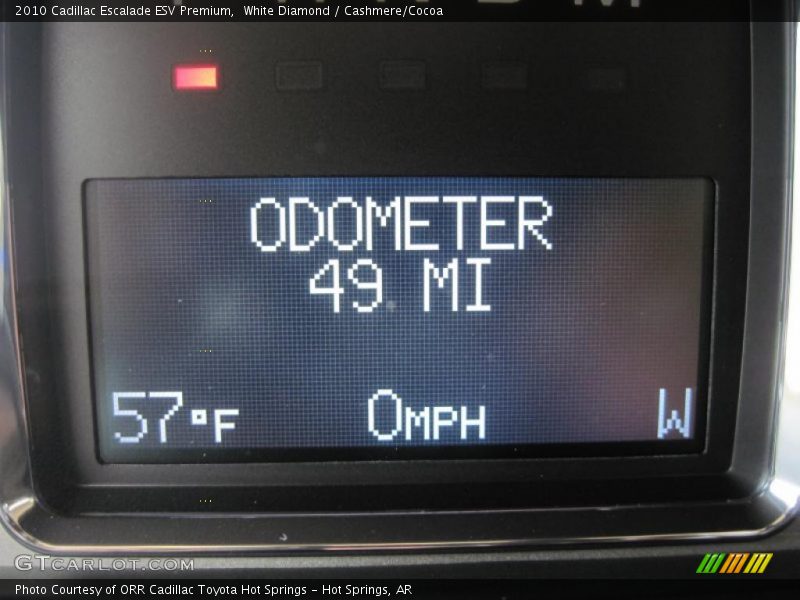 2010 Cadillac Escalade ESV Premium,  White Diamond / Cashmere/Cocoa
ODOMETER
49 MI
57°F 0MPH W
GTCARLOT.COM
Photo Courtesy of ORR Cadillac Toyota Hot Springs - Hot Springs, AR